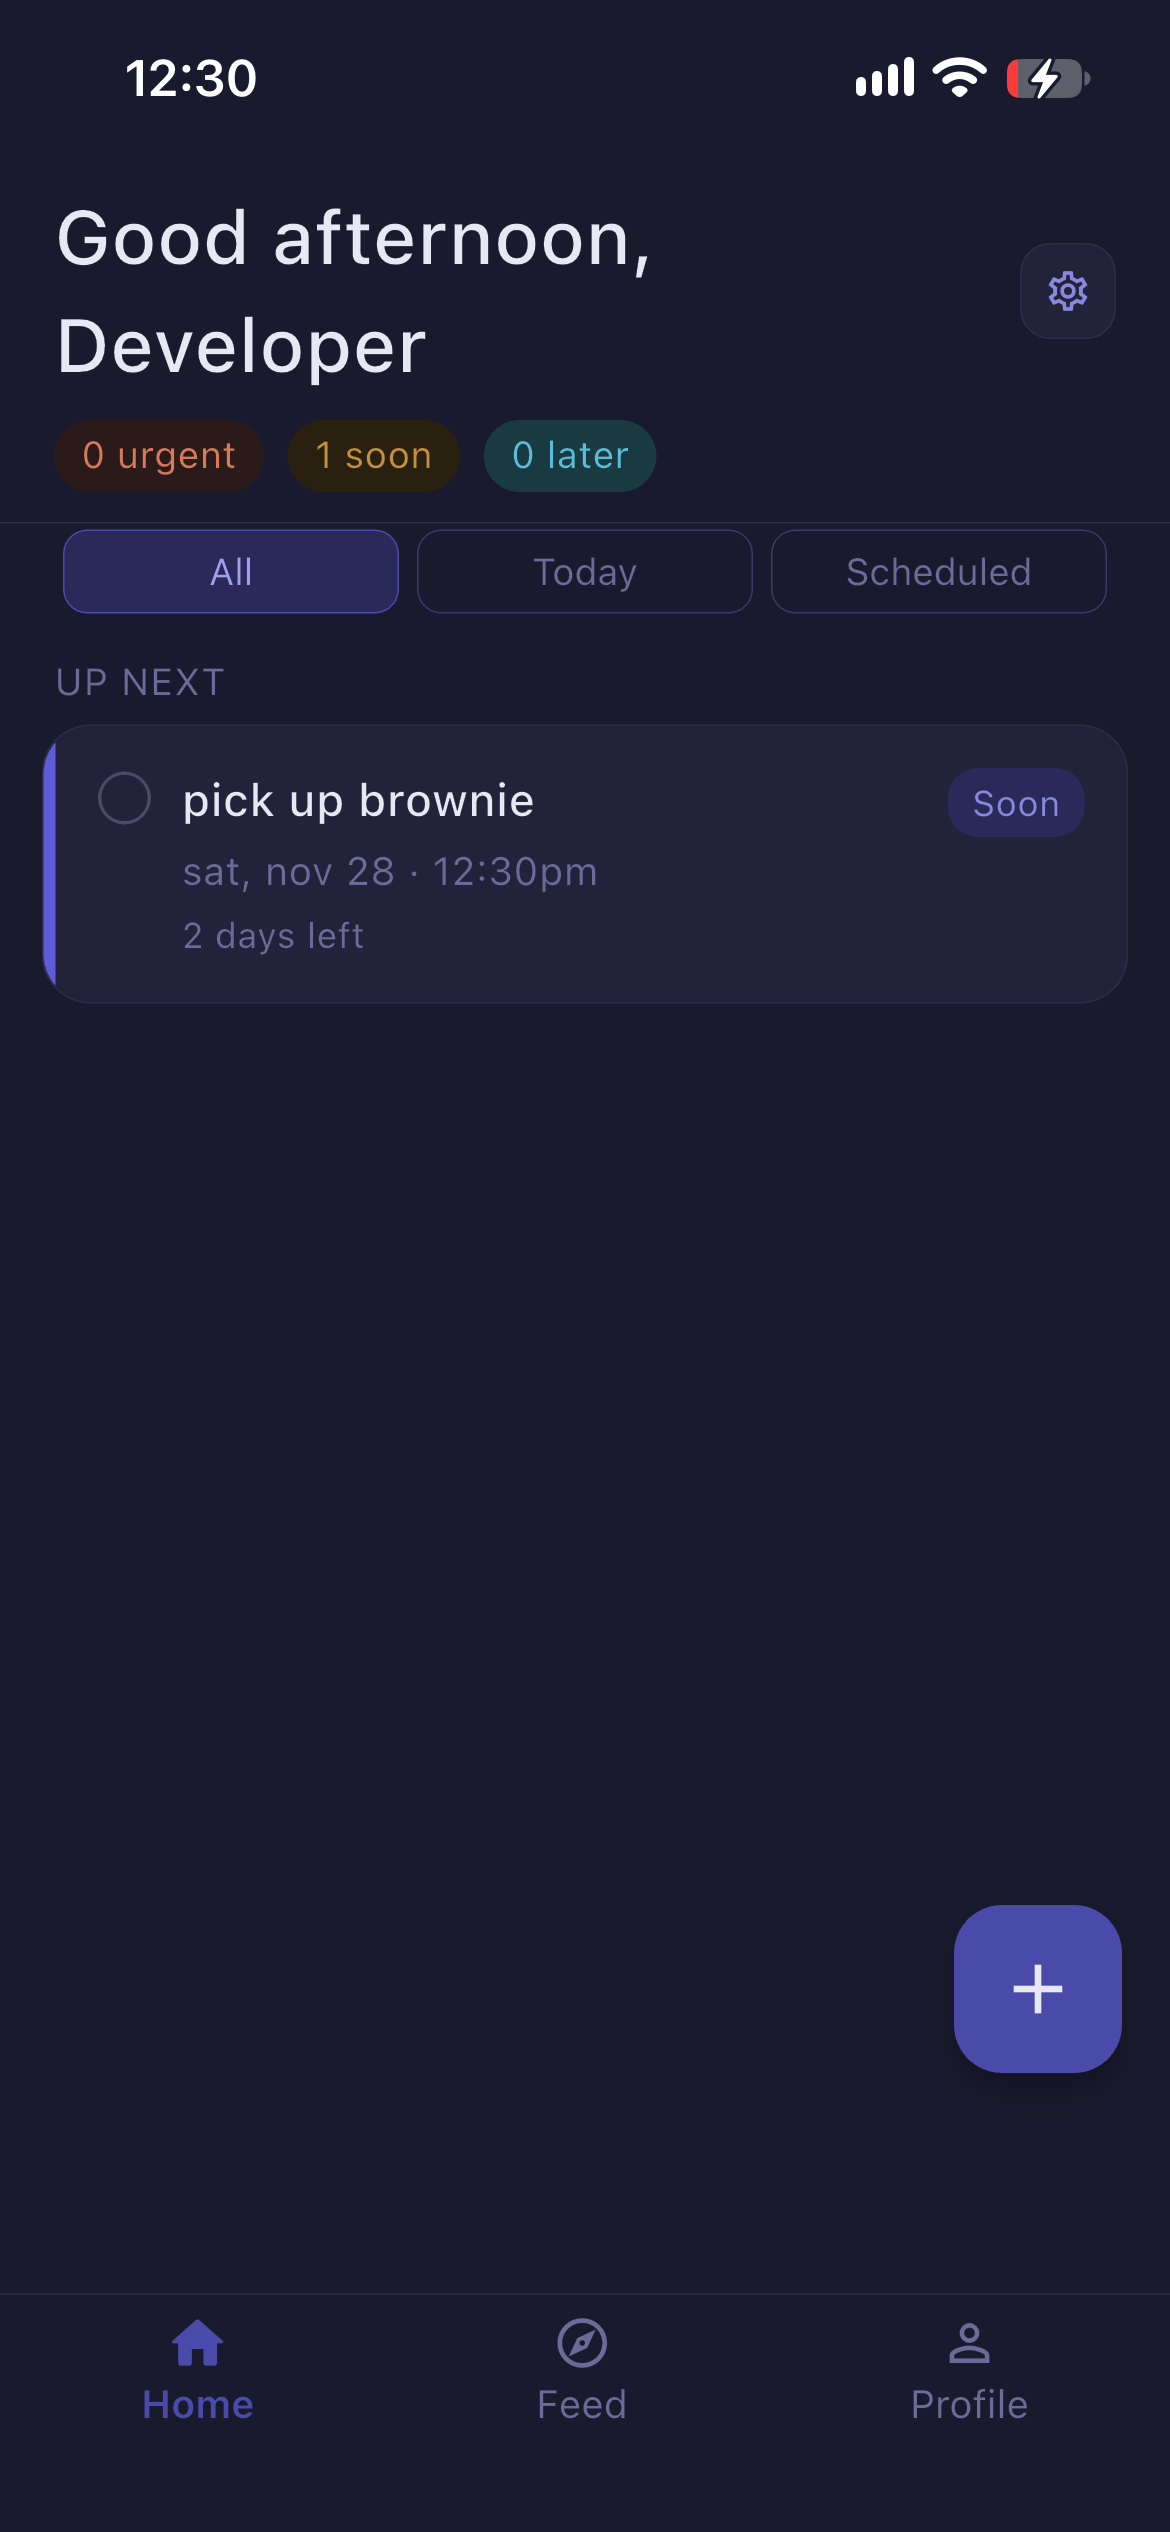 12:30
Good afternoon,
Developer
0 urgent
1 soon
0 later
All
Today
Scheduled
UP NEXT
pick up brownie
Soon
sat, nov 28 · 12:30pm
2 days left
Home
Feed
Profile